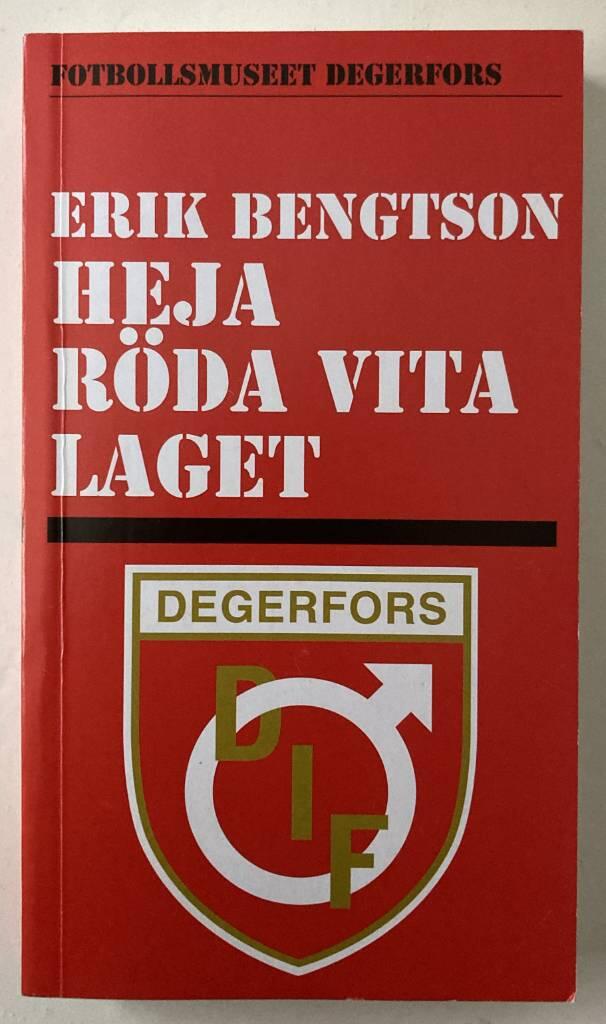 FOTBOLLSMUSEET DEGERFORS
ERIK BENGTSON
HEJA
RÖDA VITA
LAGET
DEGERFORS
DIF